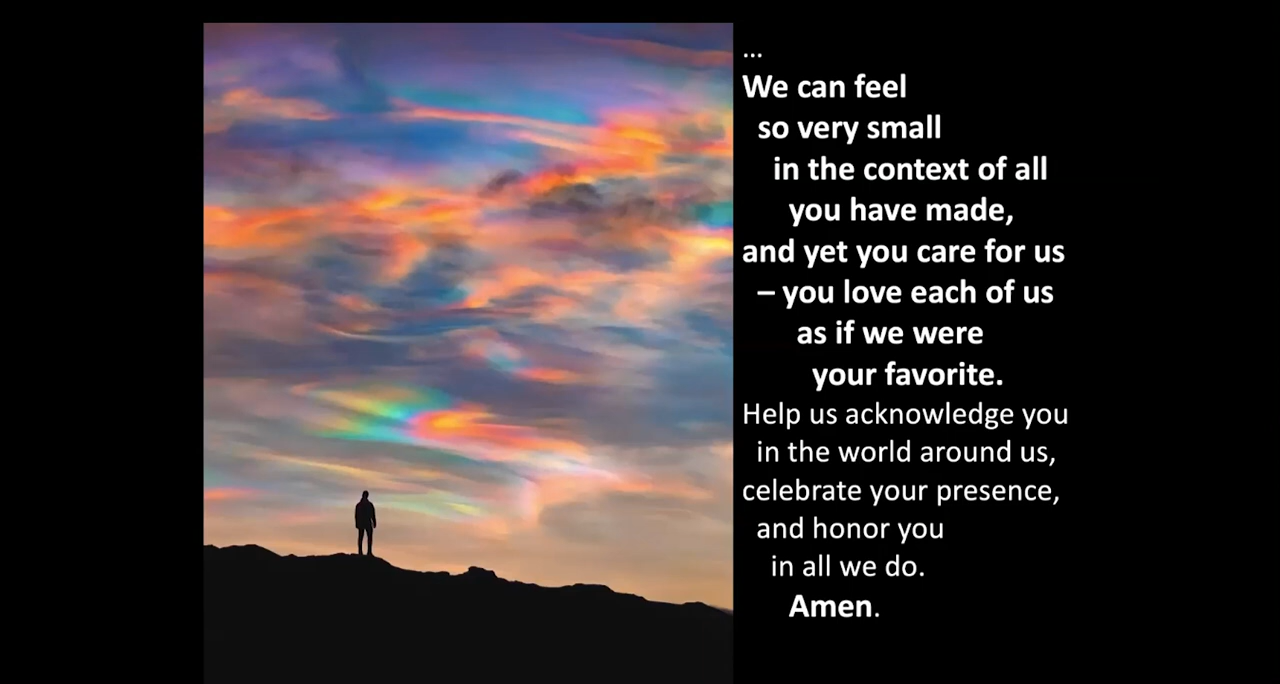 ...
We can feel
so very small
in the context of all
you have made,
and yet you care for us
– you love each of us
as if we were
your favorite.
Help us acknowledge you
in the world around us,
celebrate your presence,
and honor you
in all we do.
Amen.